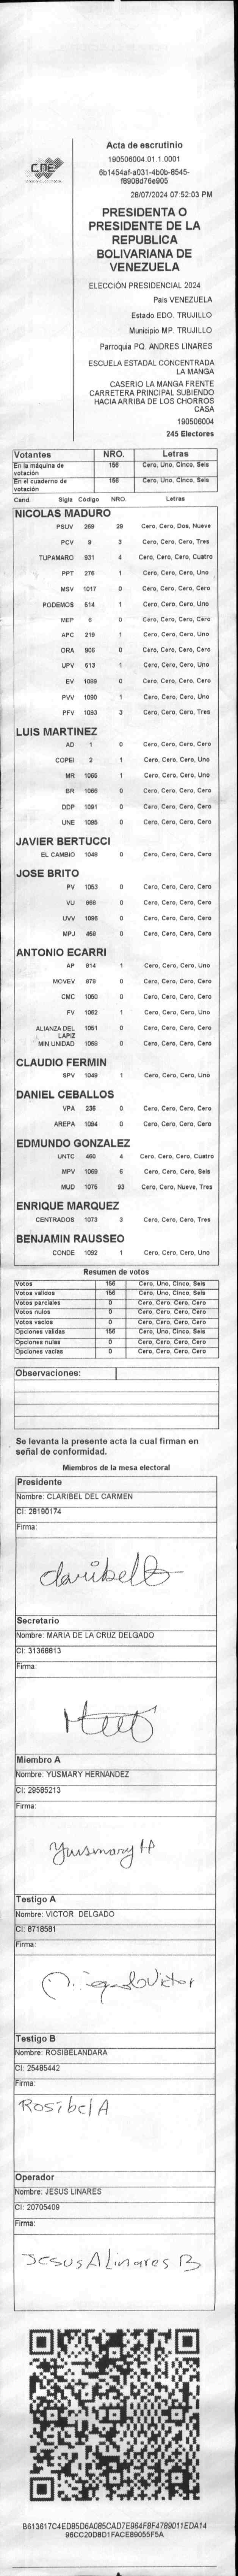 Acta de escrutinio
CNE
190506004.01.1.0001
6b1454af-a031-4b0b-8545-
f8908d76e905
28/07/2024 07:52:03 PM
PRESIDENTA O
PRESIDENTE DE LA
REPUBLICA
BOLIVARIANA DE
VENEZUELA
ELECCIÓN PRESIDENCIAL 2024
Pais VENEZUELA
Estado EDO. TRUJILLO
Municipio MP. TRUJILLO
Parroquia PQ. ANDRES LINARES
ESCUELA ESTADAL CONCENTRADA
LA MANGA
CASERIO LA MANGA FRENTE
CARRETERA PRINCIPAL SUBIENDO
HACIA ARRIBA DE LOS CHORROS
CASA
190506004
245 Electores
Votantes NRO. Letras
En la máquina de votación 156 Cero, Uno, Cinco, Seis
En el cuaderno de votación 156 Cero, Uno, Cinco, Seis
Cand. Sigla Código NRO. Letras
NICOLAS MADURO
PSUV 269 29 Cero, Cero, Dos, Nueve
PCV 9 3 Cero, Cero, Cero, Tres
TUPAMARO 931 4 Cero, Cero, Cero, Cuatro
PPT 276 1 Cero, Cero, Cero, Uno
MSV 1017 0 Cero, Cero, Cero, Cero
PODEMOS 514 1 Cero, Cero, Cero, Uno
MEP 6 0 Cero, Cero, Cero, Cero
APC 219 1 Cero, Cero, Cero, Uno
ORA 906 0 Cero, Cero, Cero, Cero
UPV 513 1 Cero, Cero, Cero, Uno
EV 1089 0 Cero, Cero, Cero, Cero
PVV 1090 1 Cero, Cero, Cero, Uno
PFV 1093 3 Cero, Cero, Cero, Tres
LUIS MARTINEZ
AD 1 0 Cero, Cero, Cero, Cero
COPEI 2 1 Cero, Cero, Cero, Uno
MR 1065 1 Cero, Cero, Cero, Uno
BR 1066 0 Cero, Cero, Cero, Cero
DDP 1091 0 Cero, Cero, Cero, Cero
UNE 1095 0 Cero, Cero, Cero, Cero
JAVIER BERTUCCI
EL CAMBIO 1048 0 Cero, Cero, Cero, Cero
JOSE BRITO
PV 1053 0 Cero, Cero, Cero, Cero
VU 868 0 Cero, Cero, Cero, Cero
UVV 1096 0 Cero, Cero, Cero, Cero
MPJ 458 0 Cero, Cero, Cero, Cero
ANTONIO ECARRI
AP 914 1 Cero, Cero, Cero, Uno
MOVEV 878 0 Cero, Cero, Cero, Cero
CMC 1050 0 Cero, Cero, Cero, Cero
FV 1062 1 Cero, Cero, Cero, Uno
ALIANZA DEL LAPIZ 1051 0 Cero, Cero, Cero, Cero
MIN UNIDAD 1068 0 Cero, Cero, Cero, Cero
CLAUDIO FERMIN
SPV 1049 1 Cero, Cero, Cero, Uno
DANIEL CEBALLOS
VPA 236 0 Cero, Cero, Cero, Cero
AREPA 1094 0 Cero, Cero, Cero, Cero
EDMUNDO GONZALEZ
UNTC 460 4 Cero, Cero, Cero, Cuatro
MPV 1069 6 Cero, Cero, Cero, Seis
MUD 1075 93 Cero, Cero, Nueve, Tres
ENRIQUE MARQUEZ
CENTRADOS 1073 3 Cero, Cero, Cero, Tres
BENJAMIN RAUSSEO
CONDE 1092 1 Cero, Cero, Cero, Uno
Resumen de votos
Votos 156 Cero, Uno, Cinco, Seis
Votos validos 156 Cero, Uno, Cinco, Seis
Votos parciales 0 Cero, Cero, Cero, Cero
Votos nulos 0 Cero, Cero, Cero, Cero
Votos vacios 0 Cero, Cero, Cero, Cero
Opciones validas 156 Cero, Uno, Cinco, Seis
Opciones nulas 0 Cero, Cero, Cero, Cero
Opciones vacias 0 Cero, Cero, Cero, Cero
Observaciones:
Se levanta la presente acta la cual firman en
señal de conformidad.
Miembros de la mesa electoral
Presidente
Nombre: CLARIBEL DEL CARMEN
CI: 28190174
Firma:
Claribel
Secretario
Nombre: MARIA DE LA CRUZ DELGADO
CI: 31368813
Firma:
Miembro A
Nombre: YUSMARY HERNANDEZ
CI: 29585213
Firma:
Yusmary H
Testigo A
Nombre: VICTOR DELGADO
CI: 8718581
Firma:
Testigo B
Nombre: ROSIBELANDARA
CI: 25485442
Firma:
Rosibel A
Operador
Nombre: JESUS LINARES
CI: 20705409
Firma:
Jesus A Linares B
B613617C4ED85D6A085CAD7E964F8F4789011EDA14
96CC20D8D1FACE89055F5A